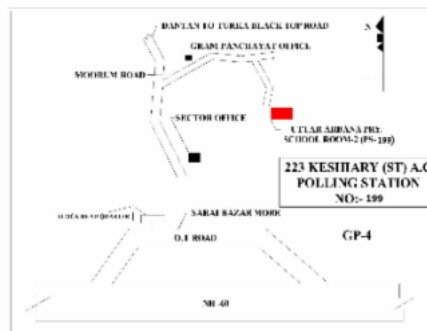 DANTAN TO TURKA BLACK TOP ROAD
N
GRAM PANCHAYAT OFFICE
MOORUM ROAD
SECTOR OFFICE
UTTAR ARDANA PRY.
SCHOOL ROOM-2 (PS-199)
223 KESHIARY (ST) A.C
POLLING STATION
NO:- 199
SARAI BAZAR MORE
GP-4
O.T ROAD
NH-60